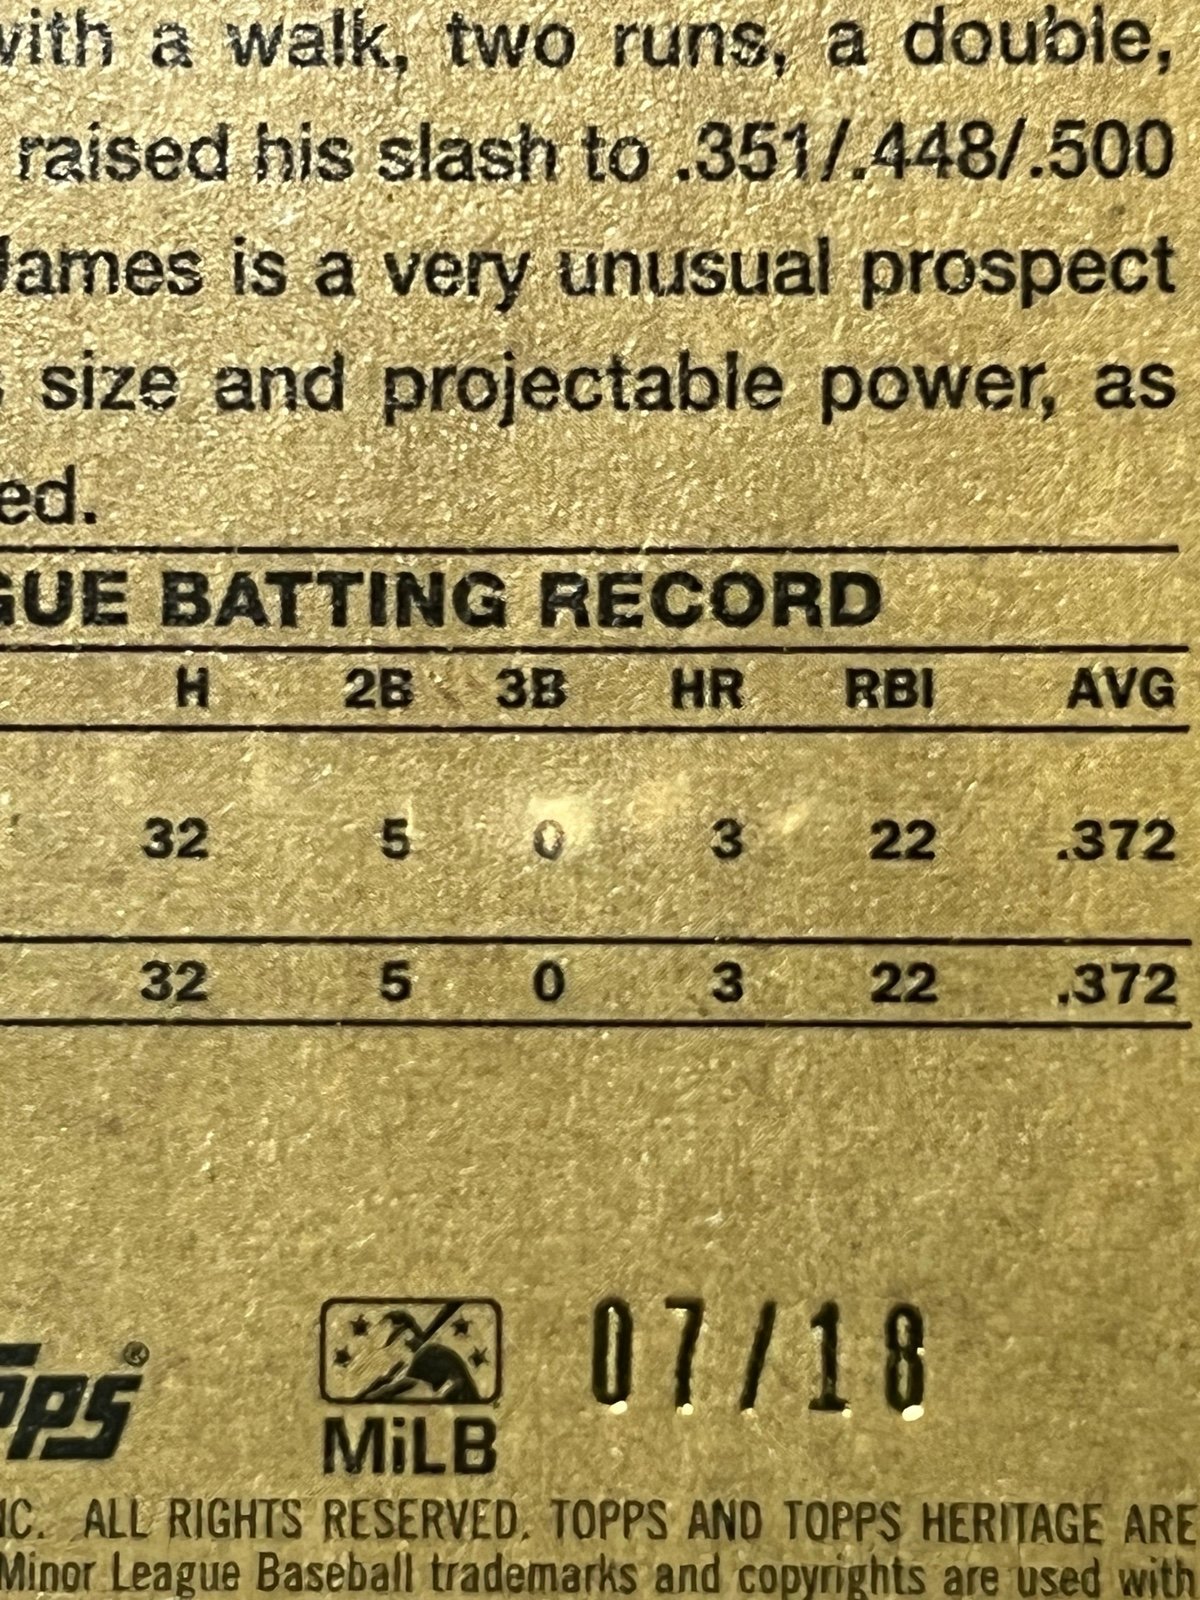 with a walk, two runs, a double,
raised his slash to .351/.448/.500
James is a very unusual prospect
size and projectable power, as
ed.
GUE BATTING RECORD
H 2B 3B HR RBI AVG
32 5 0 3 22 .372
32 5 0 3 22 .372
OPPS®
MiLB
07/18
NC. ALL RIGHTS RESERVED. TOPPS AND TOPPS HERITAGE ARE
Minor League Baseball trademarks and copyrights are used with